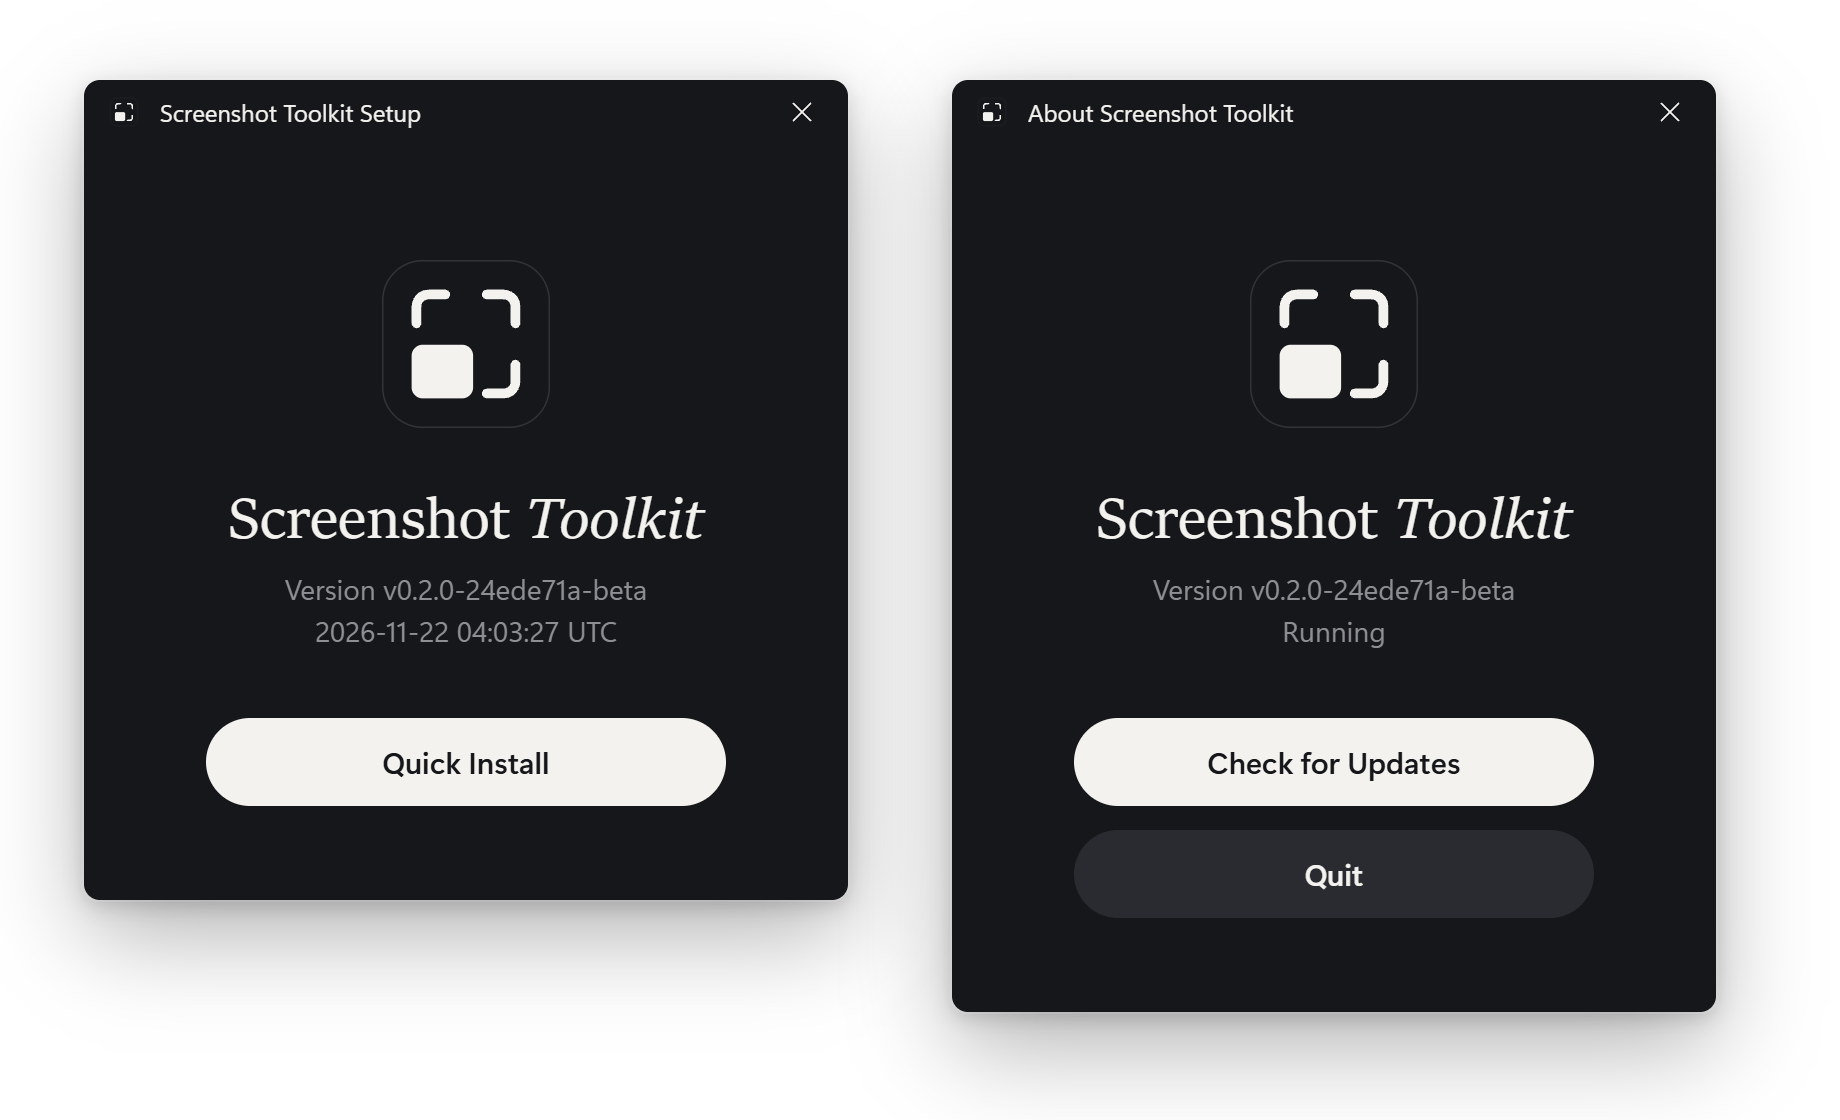 Screenshot Toolkit Setup
Screenshot Toolkit
Version v0.2.0-24ede71a-beta
2026-11-22 04:03:27 UTC
Quick Install
About Screenshot Toolkit
Screenshot Toolkit
Version v0.2.0-24ede71a-beta
Running
Check for Updates
Quit